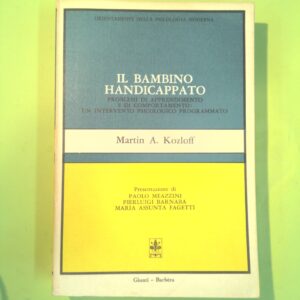 ORIENTAMENTI DELLA PSICOLOGIA MODERNA
IL BAMBINO
HANDICAPPATO
PROBLEMI DI APPRENDIMENTO
E DI COMPORTAMENTO:
UN INTERVENTO PSICOLOGICO PROGRAMMATO
Martin A. Kozloff
Presentazione di
PAOLO MEAZZINI
PIERLUIGI BARNABA
MARIA ASSUNTA FAGETTI
Giunti - Barbèra